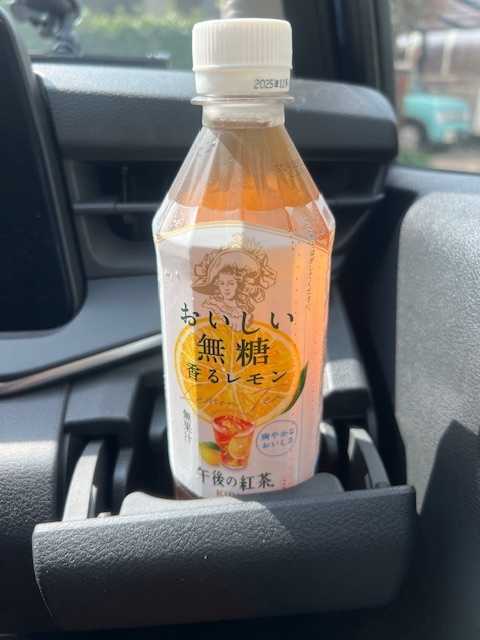 おいしい
無糖
香るレモン
無果汁
爽やかな
おいしさ
午後の紅茶